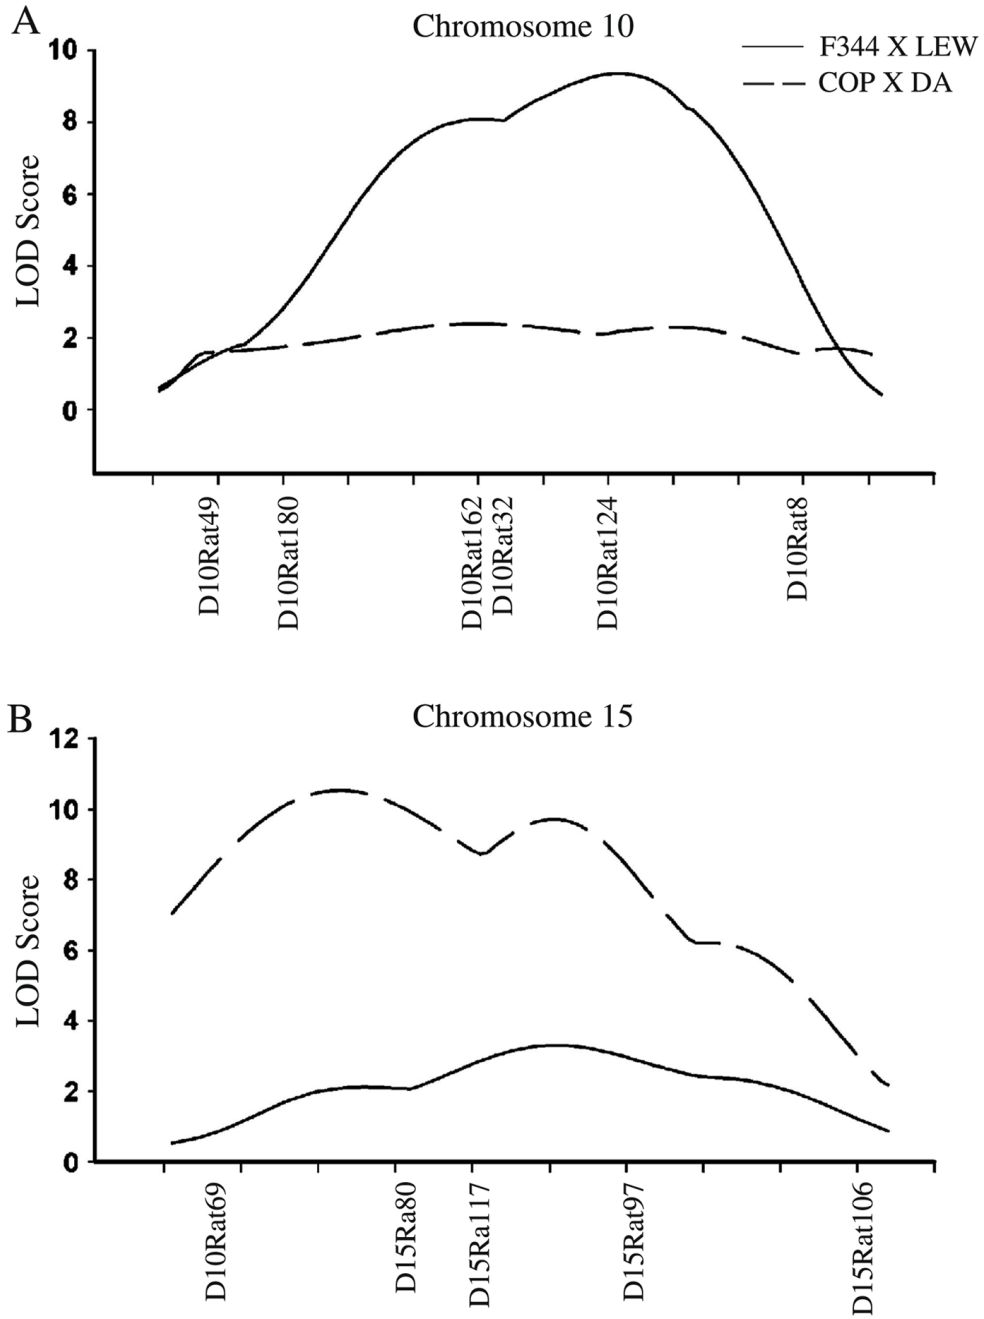 A
Chromosome 10
F344 X LEW
COP X DA
LOD Score
10
8
6
4
2
0
D10Rat49
D10Rat180
D10Rat162
D10Rat32
D10Rat124
D10Rat8
B
Chromosome 15
LOD Score
12
10
8
6
4
2
0
D10Rat69
D15Ra80
D15Ra117
D15Rat97
D15Rat106